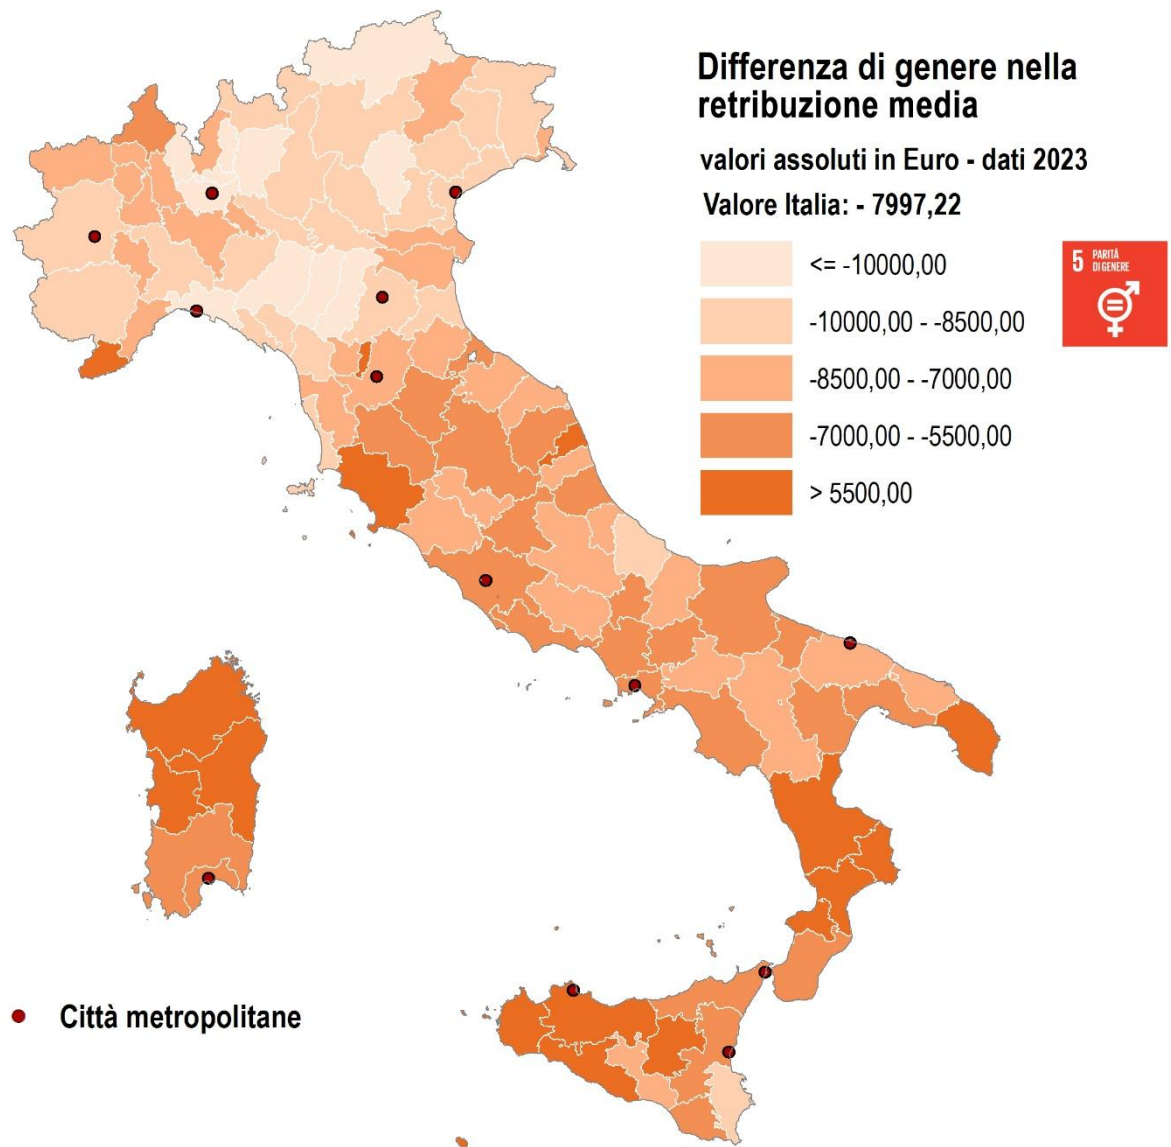 Differenza di genere nella
retribuzione media
valori assoluti in Euro - dati 2023
Valore Italia: - 7997,22
<= -10000,00
-10000,00 - -8500,00
-8500,00 - -7000,00
-7000,00 - -5500,00
> 5500,00
5 PARITÀ
DI GENERE
Città metropolitane